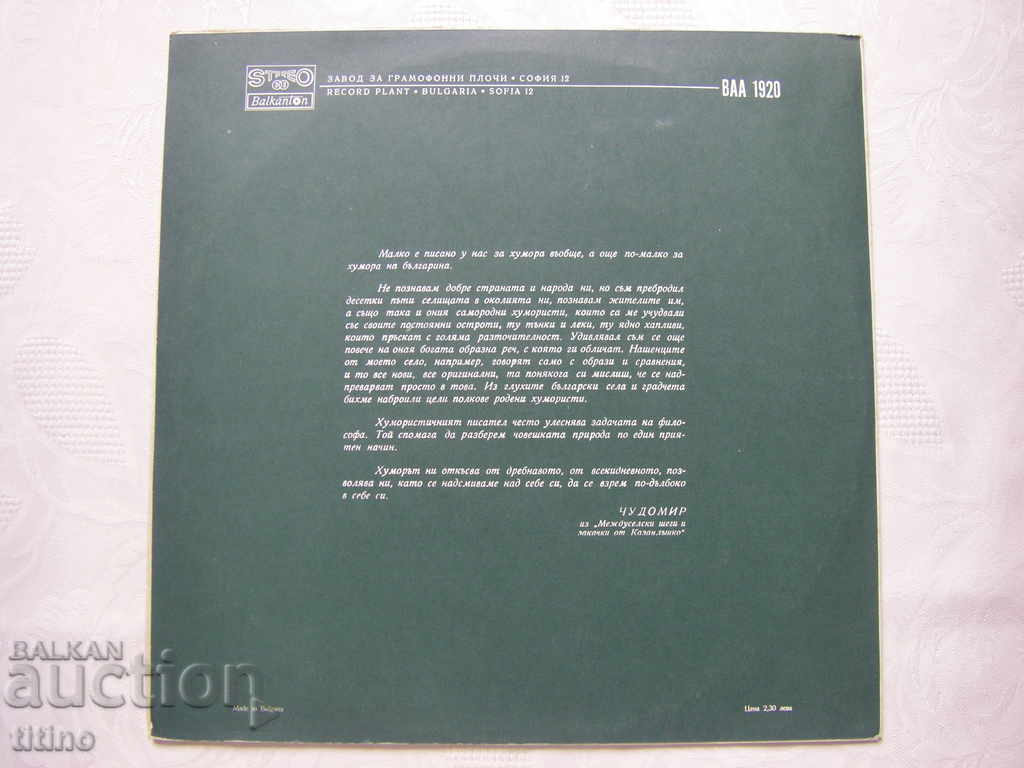 STEREO
Balkanton
ЗАВОД ЗА ГРАМОФОННИ ПЛОЧИ • СОФИЯ 12
RECORD PLANT • BULGARIA • SOFIA 12
ВАА 1920
Малко е писано у нас за хумора въобще, а още по-малко за
хумора на българина.
Не познавам добре страната и народа ни, но съм пребродил
десетки пъти селищата в околията ни, познавам жителите им,
а също така и ония самородни хумористи, които са ме учудвали
със своите постоянни остроти, ту тънки и леки, ту ядно хапливи,
които пръскат с голяма разточителност. Удивлявал съм се още
повече на оная богата образна реч, с която ги обличат. Нашенците
от моето село, например, говорят само с образи и сравнения,
и то все нови, все оригинални, та понякога си мислиш, че се над-
преварват просто в това. Из глухите български села и градчета
бихме наброили цели полкове родени хумористи.
Хумористичният писател често улеснява задачата на фило-
софа. Той спомага да разберем човешката природа по един прия-
тен начин.
Хуморът ни откъсва от дребнавото, от всекидневното, поз-
волява ни, като се надсмиваме над себе си, да се взрем по-дълбоко
в себе си.
ЧУДОМИР
из „Междуселски шеги и
закачки от Казанлъшко“
Made in Bulgaria
Цена 2,30 лева
BALKAN
auction
titino